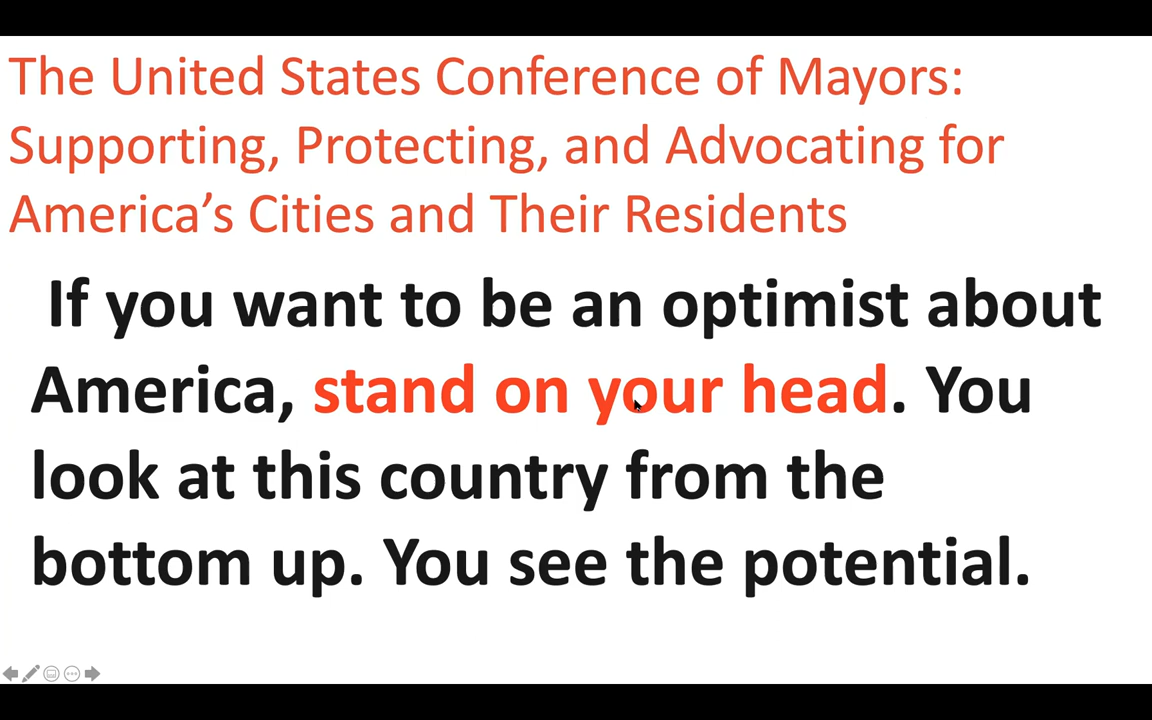 The United States Conference of Mayors:
Supporting, Protecting, and Advocating for
America’s Cities and Their Residents
If you want to be an optimist about
America, stand on your head. You
look at this country from the
bottom up. You see the potential.